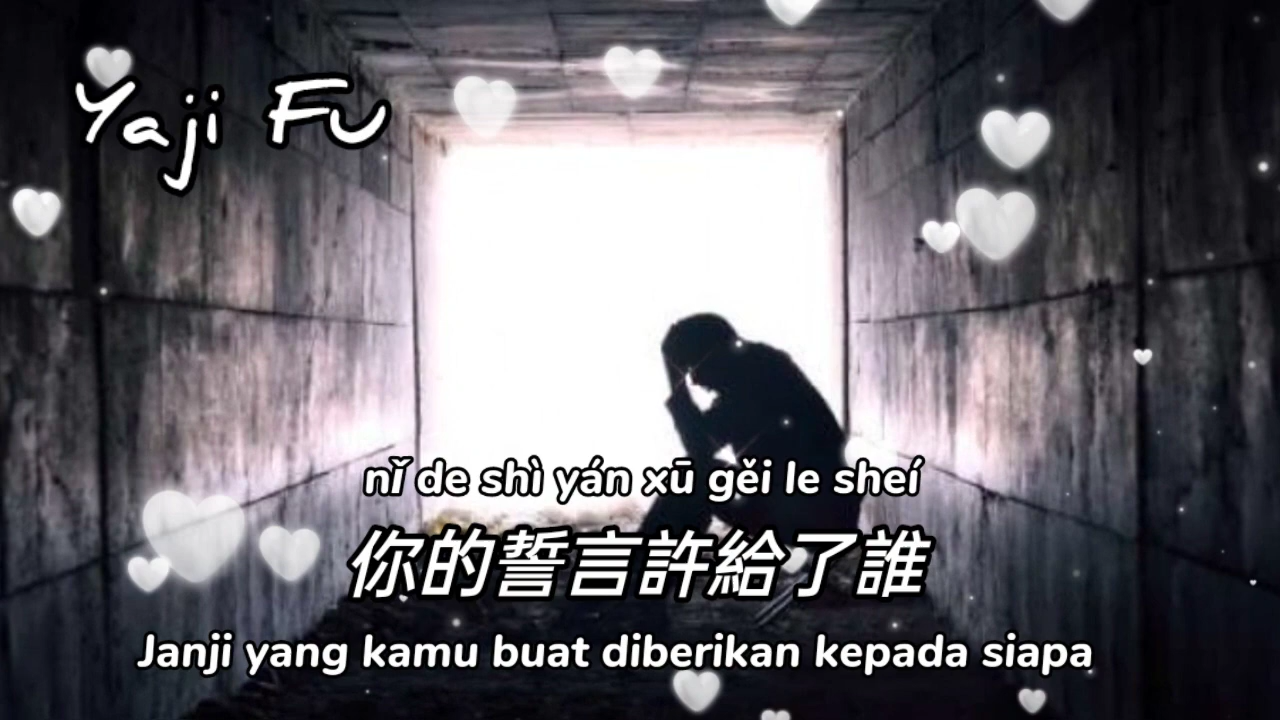 Yaji Fu
nǐ de shì yán xū gěi le sheí
你的誓言許給了誰
Janji yang kamu buat diberikan kepada siapa